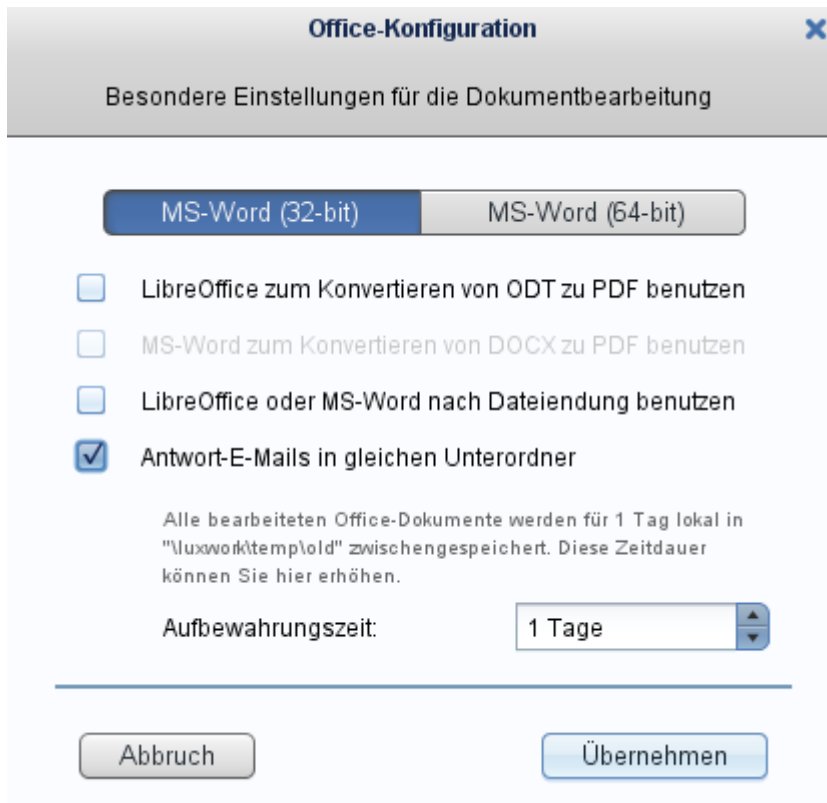 Office-Konfiguration
Besondere Einstellungen für die Dokumentbearbeitung
MS-Word (32-bit)
MS-Word (64-bit)
LibreOffice zum Konvertieren von ODT zu PDF benutzen
MS-Word zum Konvertieren von DOCX zu PDF benutzen
LibreOffice oder MS-Word nach Dateiendung benutzen
Antwort-E-Mails in gleichen Unterordner
Alle bearbeiteten Office-Dokumente werden für 1 Tag lokal in
"\luxwork\temp\old" zwischengespeichert. Diese Zeitdauer
können Sie hier erhöhen.
Aufbewahrungszeit:
1 Tage
Abbruch
Übernehmen